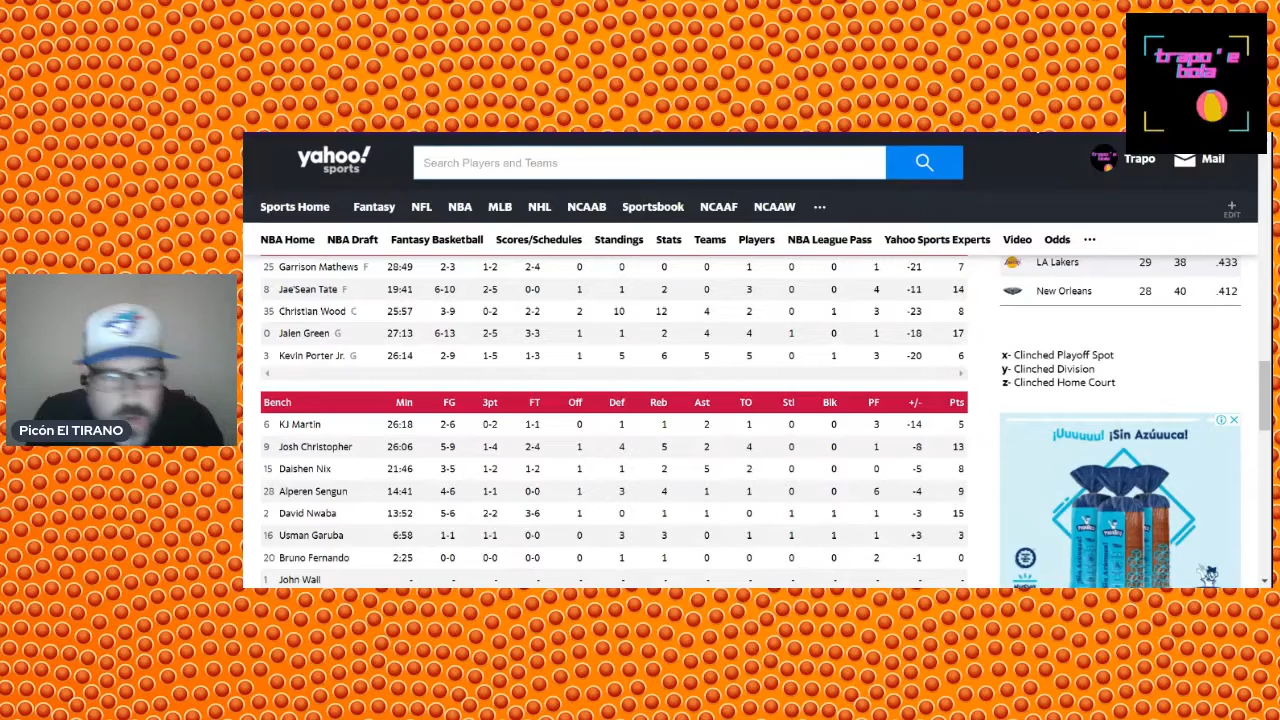 trapo'e
bola
yahoo!
sports
Search Players and Teams
Trapo
Mail
Sports Home Fantasy NFL NBA MLB NHL NCAAB Sportsbook NCAAF NCAAW ...
EDIT
NBA Home NBA Draft Fantasy Basketball Scores/Schedules Standings Stats Teams Players NBA League Pass Yahoo Sports Experts Video Odds ...
25 Garrison Mathews F 28:49 2-3 1-2 2-4 0 0 0 0 1 0 0 1 -21 7
8 Jae'Sean Tate F 19:41 6-10 2-5 0-0 1 1 2 0 3 0 0 4 -11 14
35 Christian Wood C 25:57 3-9 0-2 2-2 2 10 12 4 2 0 1 3 -23 8
0 Jalen Green G 27:13 6-13 2-5 3-3 1 1 2 4 4 1 0 1 -18 17
3 Kevin Porter Jr. G 26:14 2-9 1-5 1-3 1 5 6 5 5 0 1 3 -20 6
Bench Min FG 3pt FT Off Def Reb Ast TO Stl Blk PF +/- Pts
6 KJ Martin 26:18 2-6 0-2 1-1 0 1 1 2 1 0 0 3 -14 5
9 Josh Christopher 26:06 5-9 1-4 2-4 1 4 5 2 4 0 0 1 -8 13
15 Daishen Nix 21:46 3-5 1-2 1-2 1 1 2 5 2 0 0 0 -5 8
28 Alperen Sengun 14:41 4-6 1-1 0-0 1 3 4 1 1 0 0 6 -4 9
2 David Nwaba 13:52 5-6 2-2 3-6 1 0 1 1 0 1 1 1 -3 15
16 Usman Garuba 6:56 1-1 1-1 0-0 0 3 3 0 1 1 1 1 +3 3
20 Bruno Fernando 2:25 0-0 0-0 0-0 0 1 1 0 0 0 0 2 -1 0
1 John Wall - - - - - - - - - - - - - -
LA Lakers 29 38 .433
New Orleans 28 40 .412
x- Clinched Playoff Spot
y- Clinched Division
z- Clinched Home Court
¡Uuuuuu! ¡Sin Azúuuca!
Picón El TIRANO